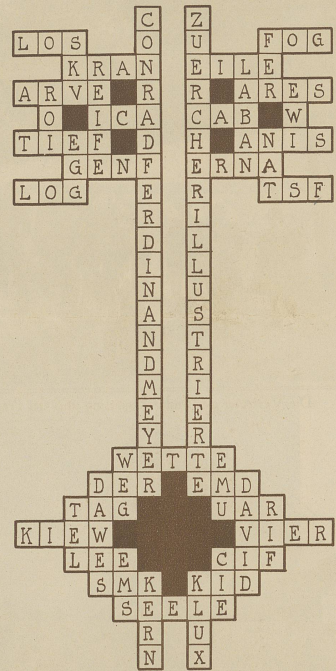 C Z
LOS O U FOG
KRAN EILE
ARVE R R ARES
O ICA CAB W
TIEF D H ANIS
GENF ERNA
LOG E R TSF
R I
D L
I L
N U
A S
N T
D R
M I
E E
Y R
WETTE
DER EMD
TAG UAR
KIEW VIER
LEE CIF
SMK KID
SEELE
R U
N X